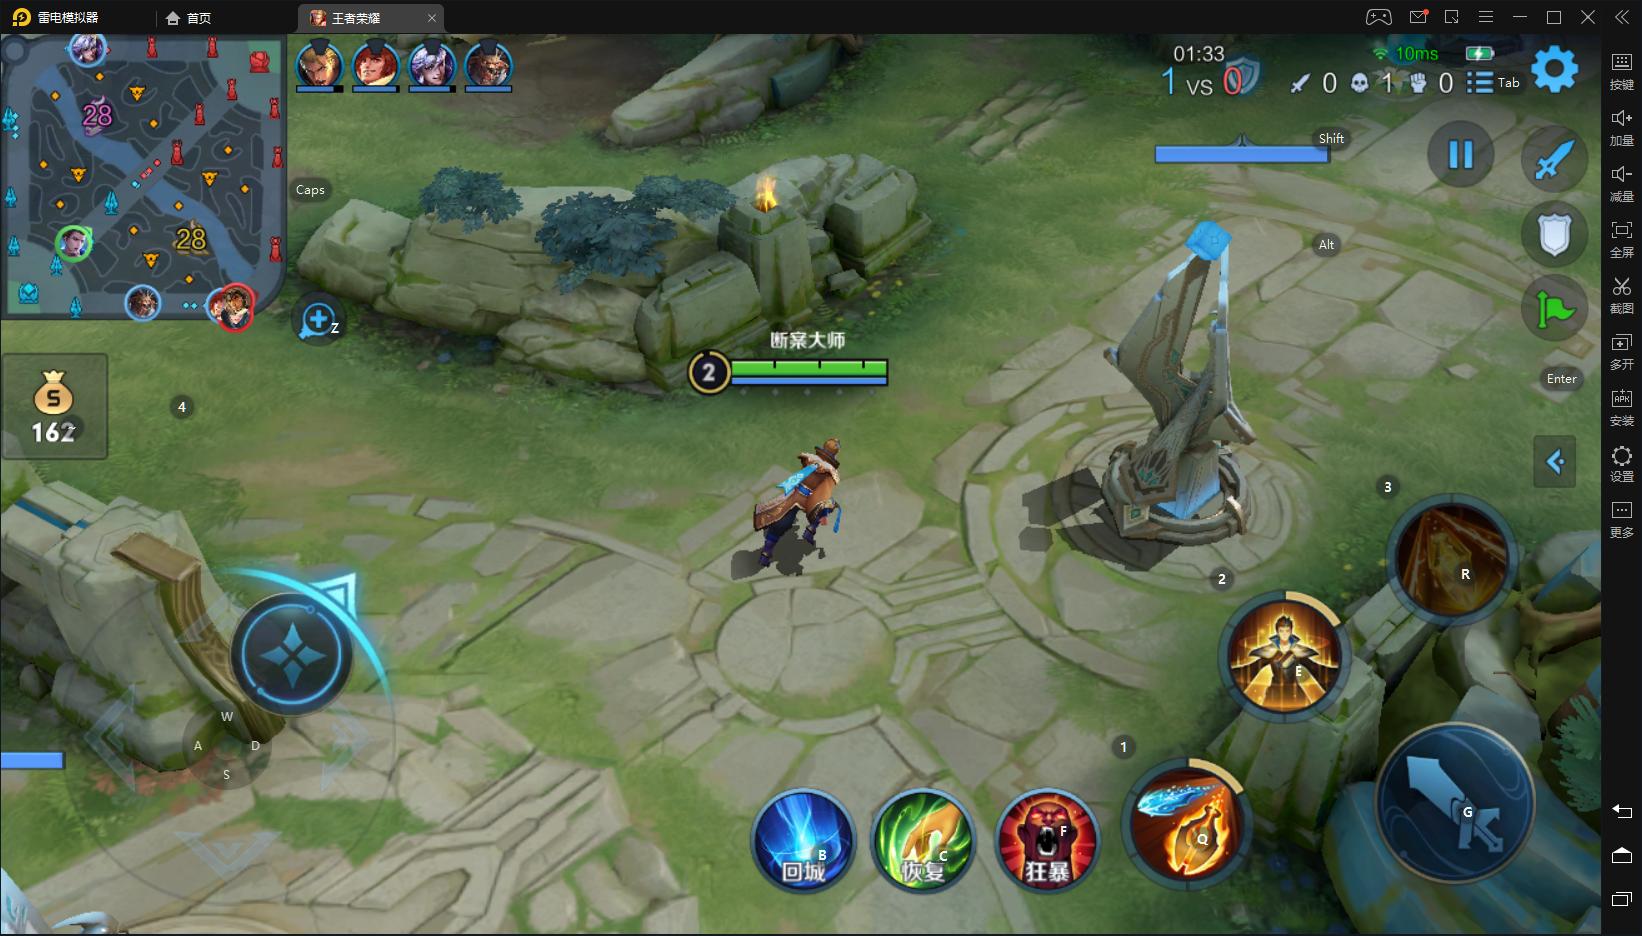 雷电模拟器
首页
王者荣耀
28
28
Caps
Z
S
162
4
01:33
10ms
1 VS 0
0
1
0
Tab
Shift
Alt
Enter
断案大师
2
3
R
2
E
1
Q
G
W
A
D
S
B
回城
C
恢复
F
狂暴
按键
加量
减量
全屏
截图
多开
APK
安装
设置
更多